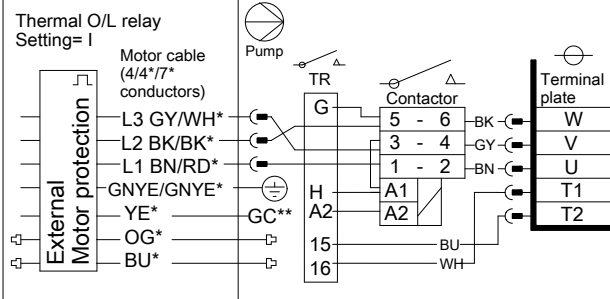 Thermal O/L relay
Setting= I
Motor cable
(4/4*/7*
conductors)
External
Motor protection
L3 GY/WH*
L2 BK/BK*
L1 BN/RD*
GNYE/GNYE*
YE*
OG*
BU*
GC**
Pump
TR
G
H
A2
15
16
Contactor
5 - 6
3 - 4
1 - 2
A1
A2
BK
GY
BN
BU
WH
Terminal
plate
W
V
U
T1
T2